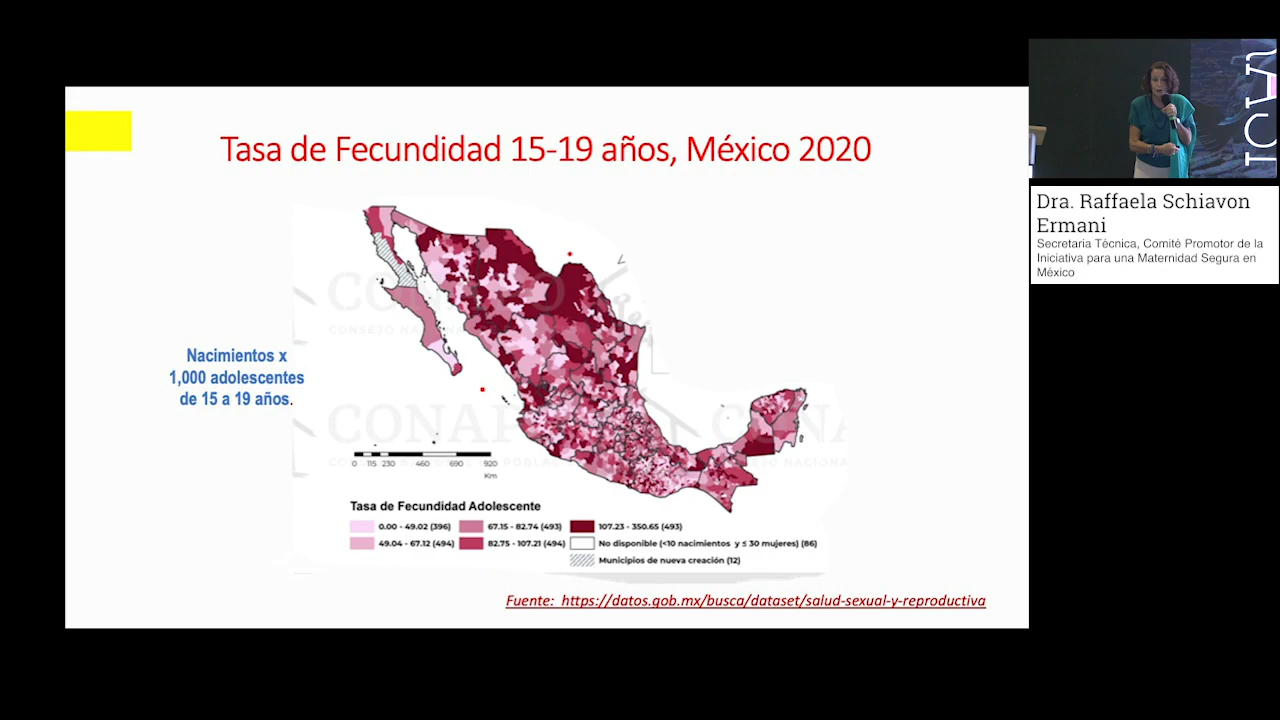 Tasa de Fecundidad 15-19 años, México 2020
Dra. Raffaela Schiavon
Ermani
Secretaria Técnica, Comitè Promotor de la
Iniciativa para una Maternidad Segura en
México
Nacimientos x
1,000 adolescentes
de 15 a 19 años.
0 115 230 460 690 920
Km
Tasa de Fecundidad Adolescente
0.00 - 49.02 (396) 67.15 - 82.74 (493) 107.23 - 350.65 (493)
49.04 - 67.12 (494) 82.75 - 107.21 (494) No disponible (<10 nacimientos y ≤ 30 mujeres) (86)
Municipios de nueva creación (12)
Fuente: https://datos.gob.mx/busca/dataset/salud-sexual-y-reproductiva